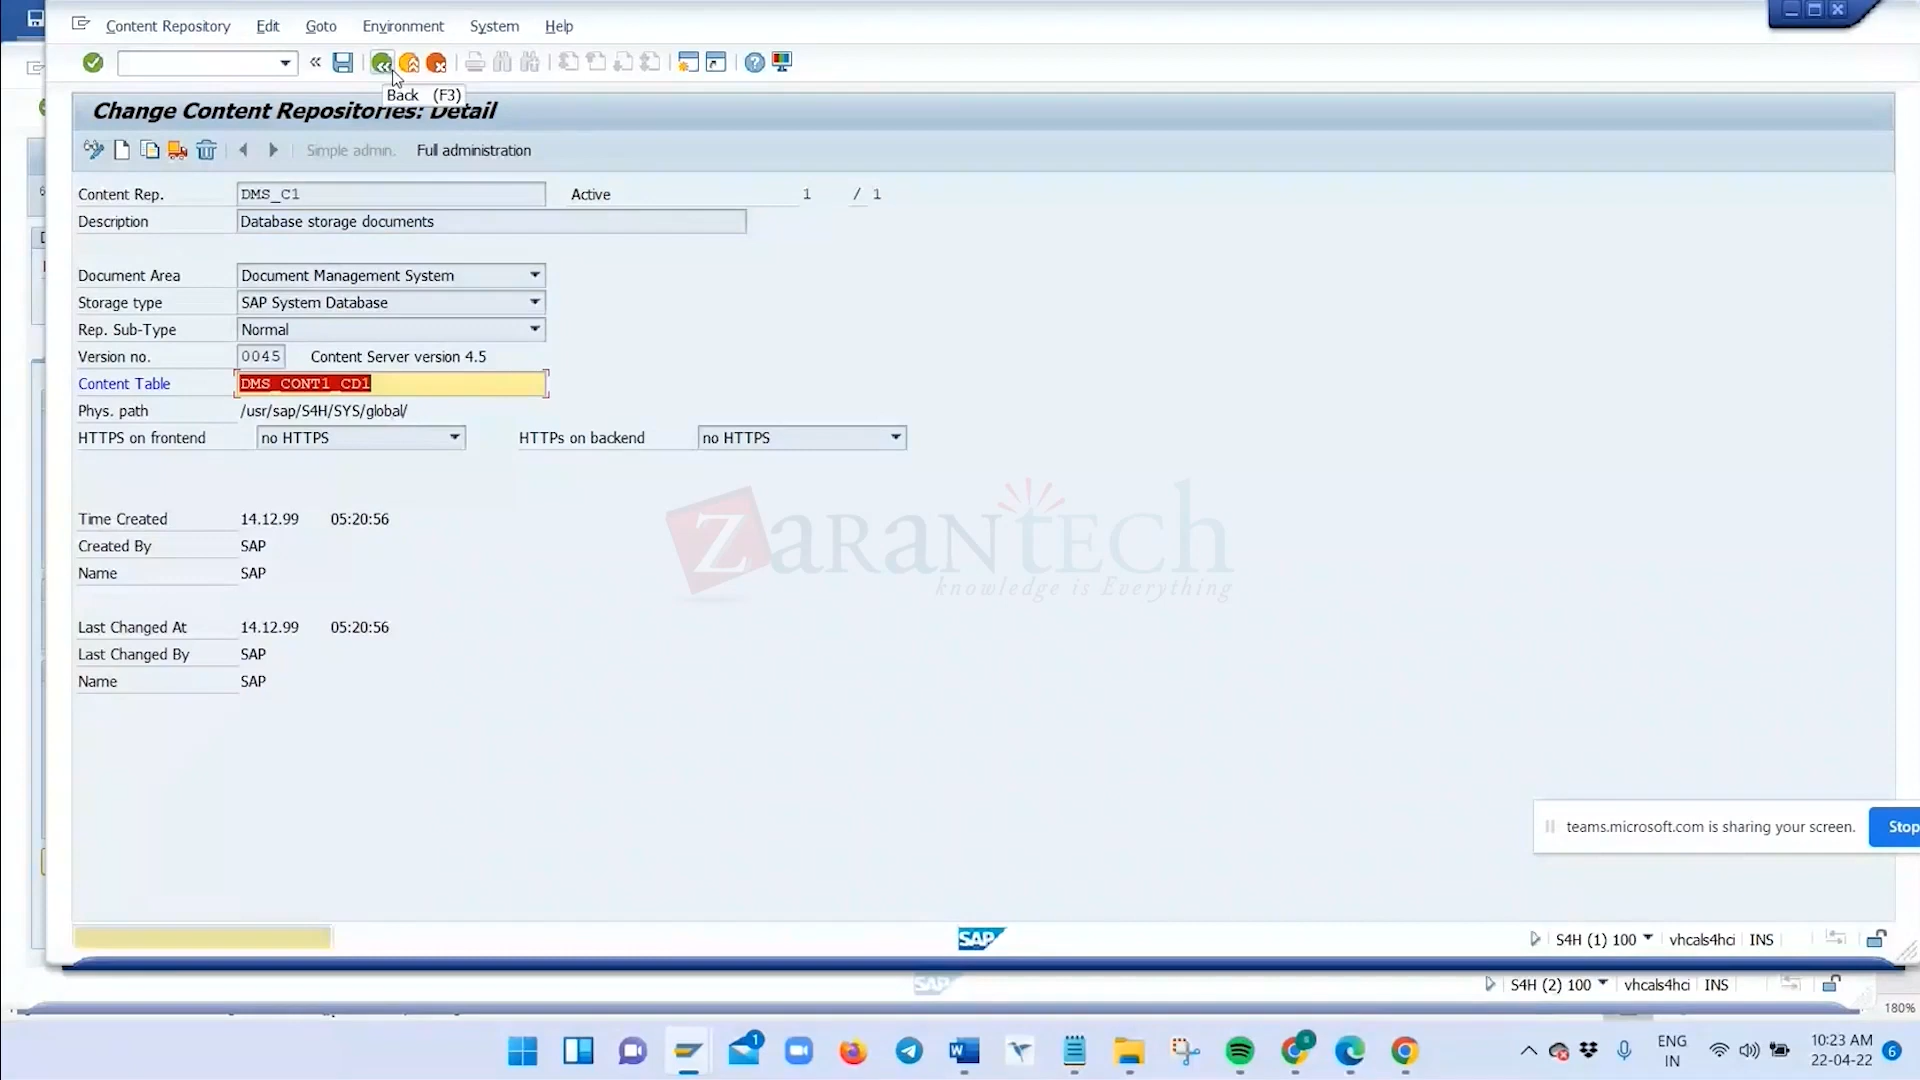 Content Repository Edit Goto Environment System Help
Back (F3)
Change Content Repositories: Detail
Simple admin. Full administration
Content Rep. DMS_C1 Active 1 / 1
Description Database storage documents
Document Area Document Management System
Storage type SAP System Database
Rep. Sub-Type Normal
Version no. 0045 Content Server version 4.5
Content Table DMS_CONT1_CD1
Phys. path /usr/sap/S4H/SYS/global/
HTTPS on frontend no HTTPS HTTPs on backend no HTTPS
Time Created 14.12.99 05:20:56
Created By SAP
Name SAP
Last Changed At 14.12.99 05:20:56
Last Changed By SAP
Name SAP
ZaranTech
knowledge is Everything
teams.microsoft.com is sharing your screen. Stop
SAP S4H (1) 100 vhcals4hci INS
SAP S4H (2) 100 vhcals4hci INS
180%
1
ENG
IN
10:23 AM
22-04-22
6